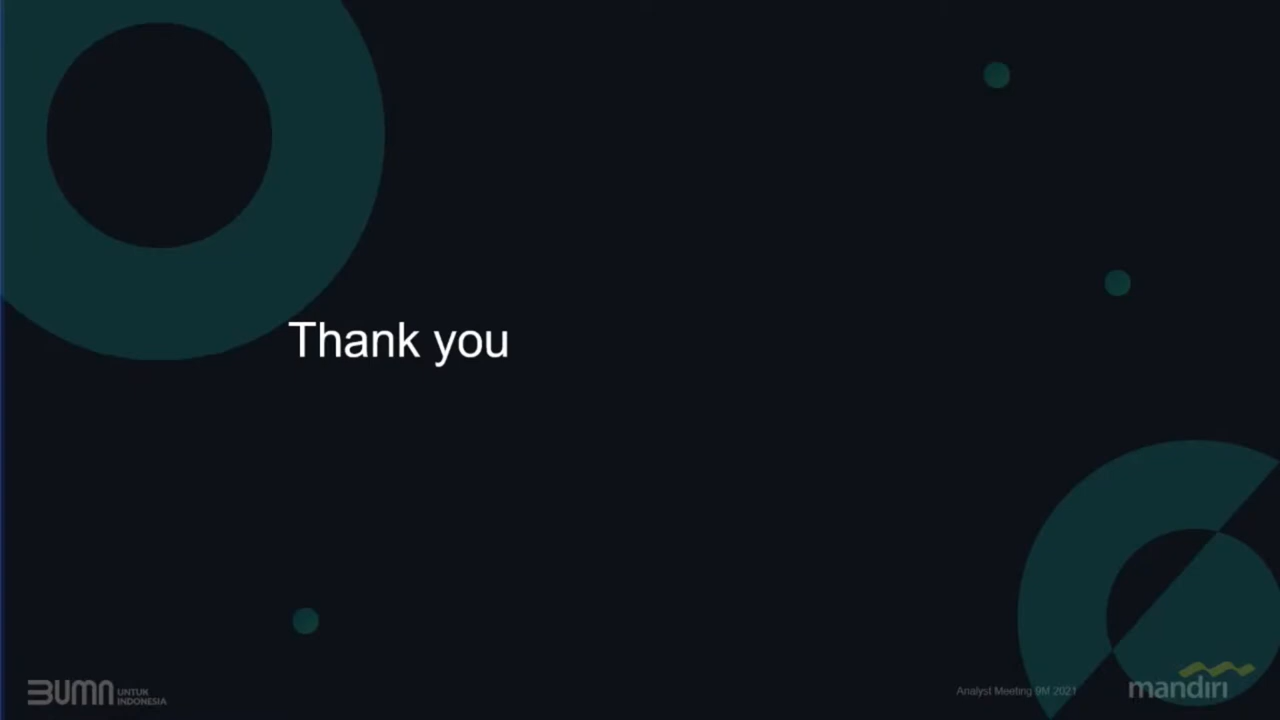 Thank you
BUMN UNTUK
INDONESIA
Analyst Meeting 9M 2021
mandiri